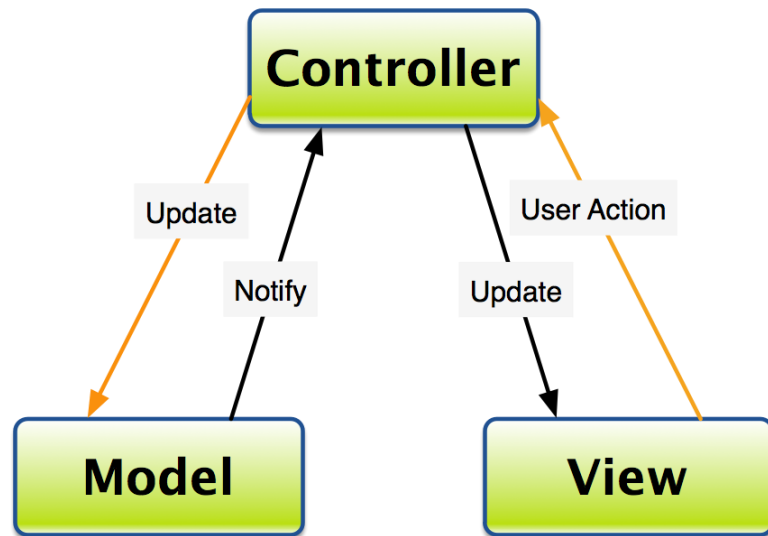 Controller
Update
User Action
Notify
Update
Model
View